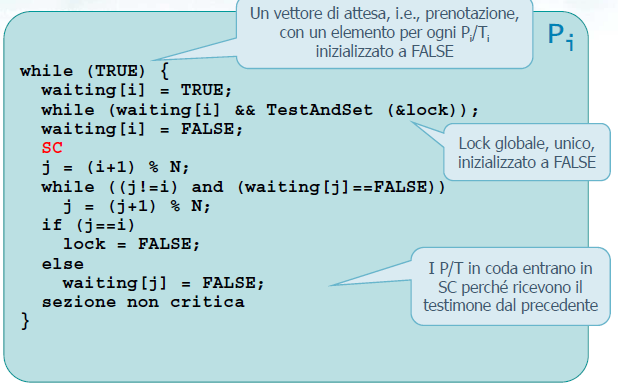 Un vettore di attesa, i.e., prenotazione,
con un elemento per ogni Pi/Ti
inizializzato a FALSE
Pi
while (TRUE) {
waiting[i] = TRUE;
while (waiting[i] && TestAndSet (&lock));
waiting[i] = FALSE;
SC
j = (i+1) % N;
while ((j!=i) and (waiting[j]==FALSE))
j = (j+1) % N;
if (j==i)
lock = FALSE;
else
waiting[j] = FALSE;
sezione non critica
}
Lock globale, unico,
inizializzato a FALSE
I P/T in coda entrano in
SC perché ricevono il
testimone dal precedente